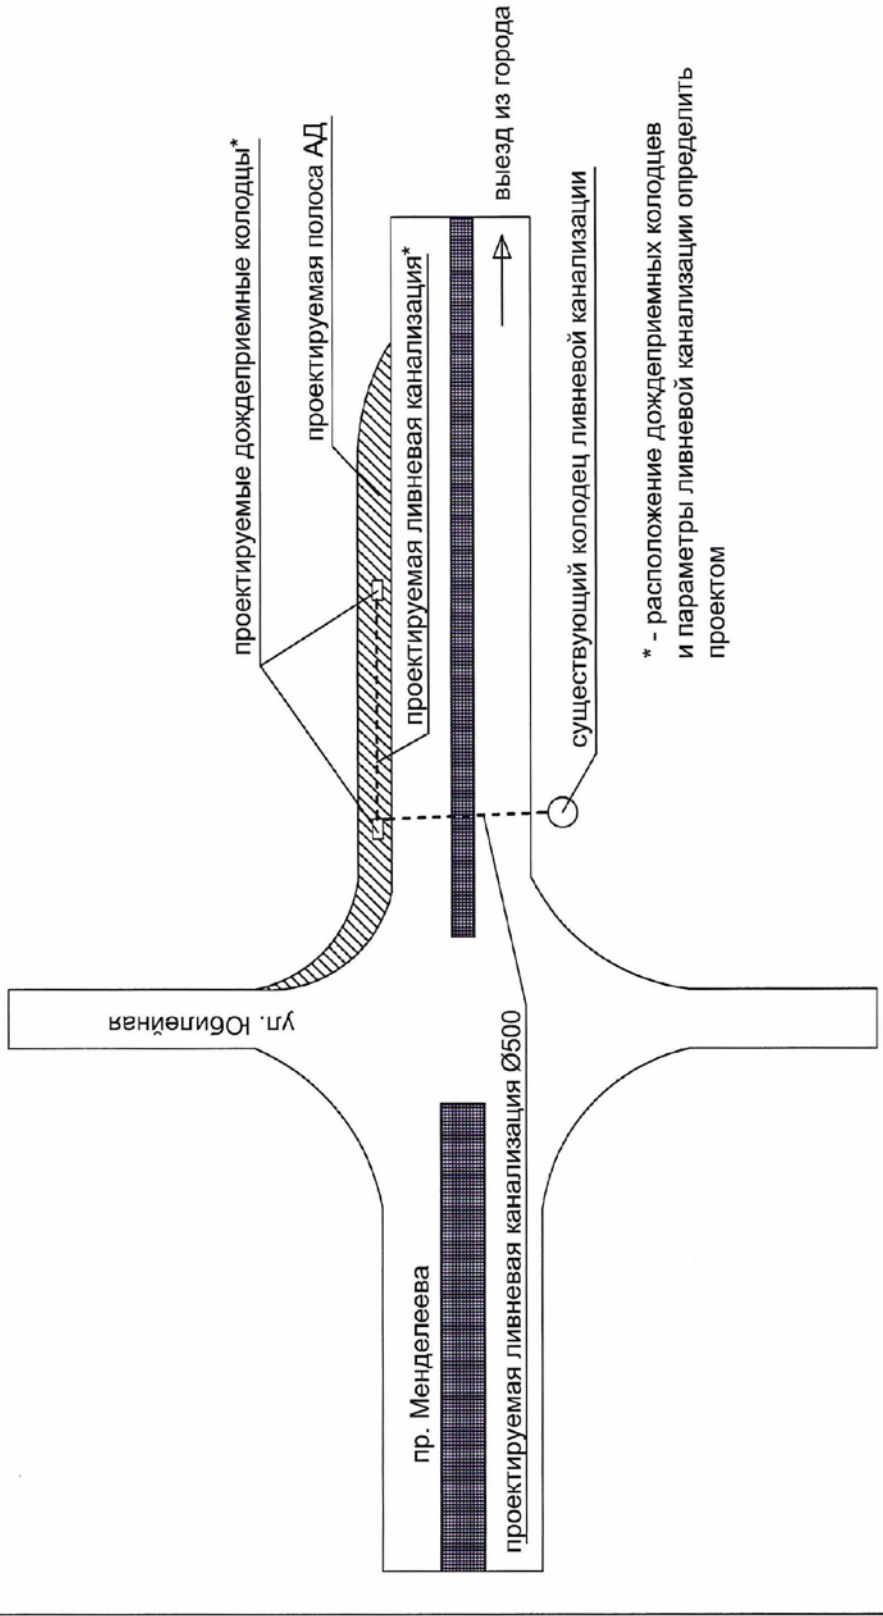 проектируемые дождеприемные колодцы*
проектируемая полоса АД
проектируемая ливневая канализация*
выезд из города
ул. Юбилейная
пр. Менделеева
проектируемая ливневая канализация Ø500
существующий колодец ливневой канализации
* - расположение дождеприемных колодцев
и параметры ливневой канализации определить
проектом